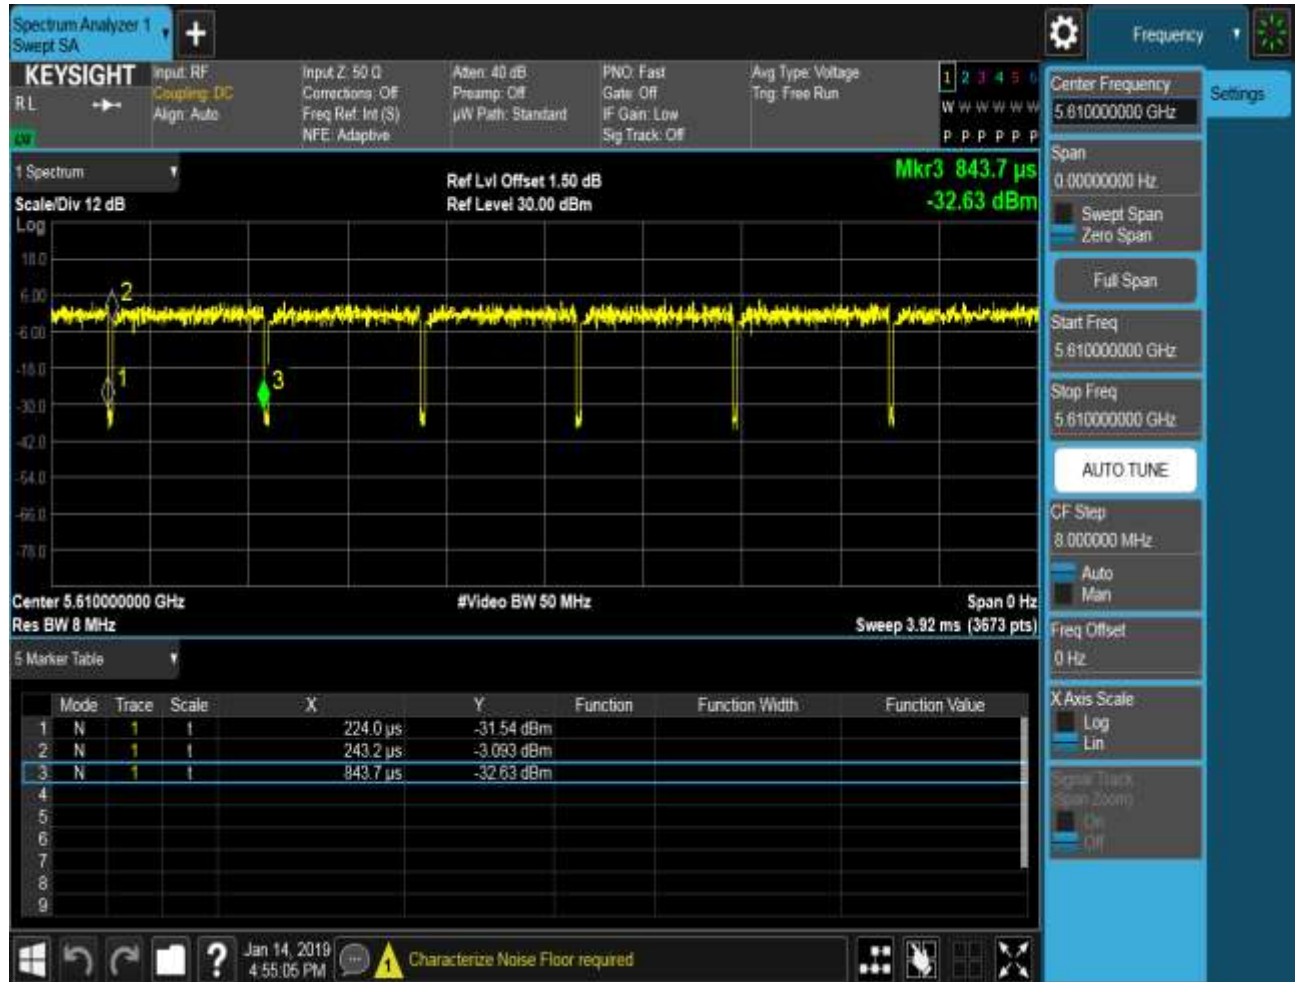 Spectrum Analyzer 1
Swept SA
+
Frequency
KEYSIGHT
RL
Input: RF
Coupling: DC
Align: Auto
Input Z: 50 Ω
Corrections: Off
Freq Ref: Int (S)
NFE: Adaptive
Atten: 40 dB
Preamp: Off
µW Path: Standard
PNO: Fast
Gate: Off
IF Gain: Low
Sig Track: Off
Avg Type: Voltage
Trig: Free Run
1 2 3 4 5 6
W W W W W W
P P P P P P
1 Spectrum
Scale/Div 12 dB
Ref Lvl Offset 1.50 dB
Ref Level 30.00 dBm
Mkr3 843.7 µs
-32.63 dBm
Log
18.0
6.00
-6.00
-18.0
-30.0
-42.0
-54.0
-66.0
-78.0
2
1
3
Center 5.610000000 GHz
#Video BW 50 MHz
Span 0 Hz
Res BW 8 MHz
Sweep 3.92 ms (3673 pts)
5 Marker Table
Mode Trace Scale X Y Function Function Width Function Value
1 N 1 t 224.0 µs -31.54 dBm
2 N 1 t 243.2 µs -3.093 dBm
3 N 1 t 843.7 µs -32.63 dBm
4
5
6
7
8
9
Center Frequency
5.610000000 GHz
Settings
Span
0.00000000 Hz
Swept Span
Zero Span
Full Span
Start Freq
5.610000000 GHz
Stop Freq
5.610000000 GHz
AUTO TUNE
CF Step
8.000000 MHz
Auto
Man
Freq Offset
0 Hz
X Axis Scale
Log
Lin
Signal Track
(Span Zoom)
On
Off
?
Jan 14, 2019
4:55:05 PM
1
Characterize Noise Floor required